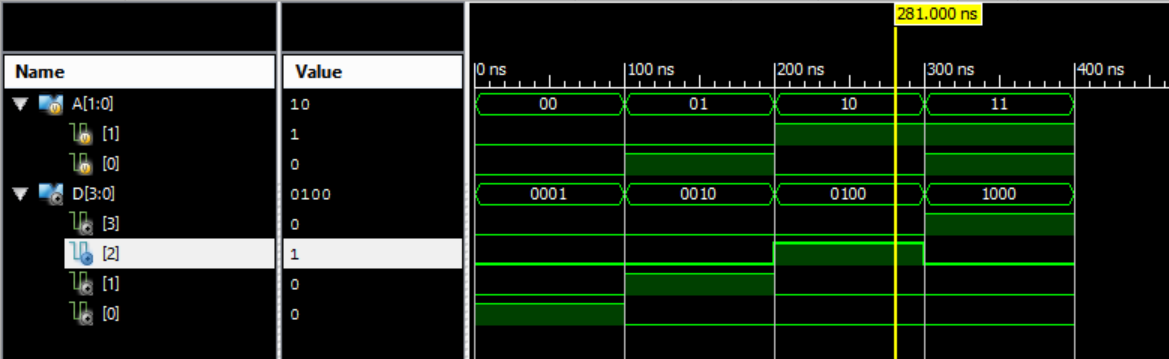 281.000 ns
Name Value 0 ns 100 ns 200 ns 300 ns 400 ns
A[1:0] 10 00 01 10 11
[1] 1
[0] 0
D[3:0] 0100 0001 0010 0100 1000
[3] 0
[2] 1
[1] 0
[0] 0